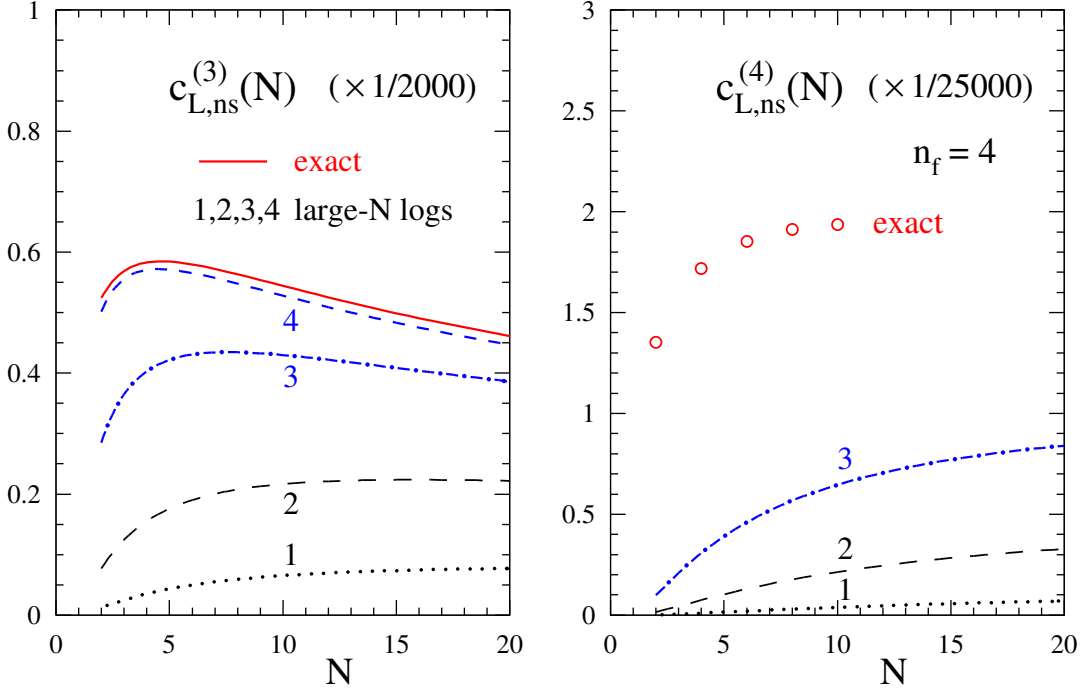 c_{L,ns}^{(3)}(N) (×1/2000)
exact
1,2,3,4 large-N logs
4
3
2
1
0
0.2
0.4
0.6
0.8
1
0 5 10 15 20
N
c_{L,ns}^{(4)}(N) (×1/25000)
n_f = 4
exact
3
2
1
0
0.5
1
1.5
2
2.5
3
0 5 10 15 20
N